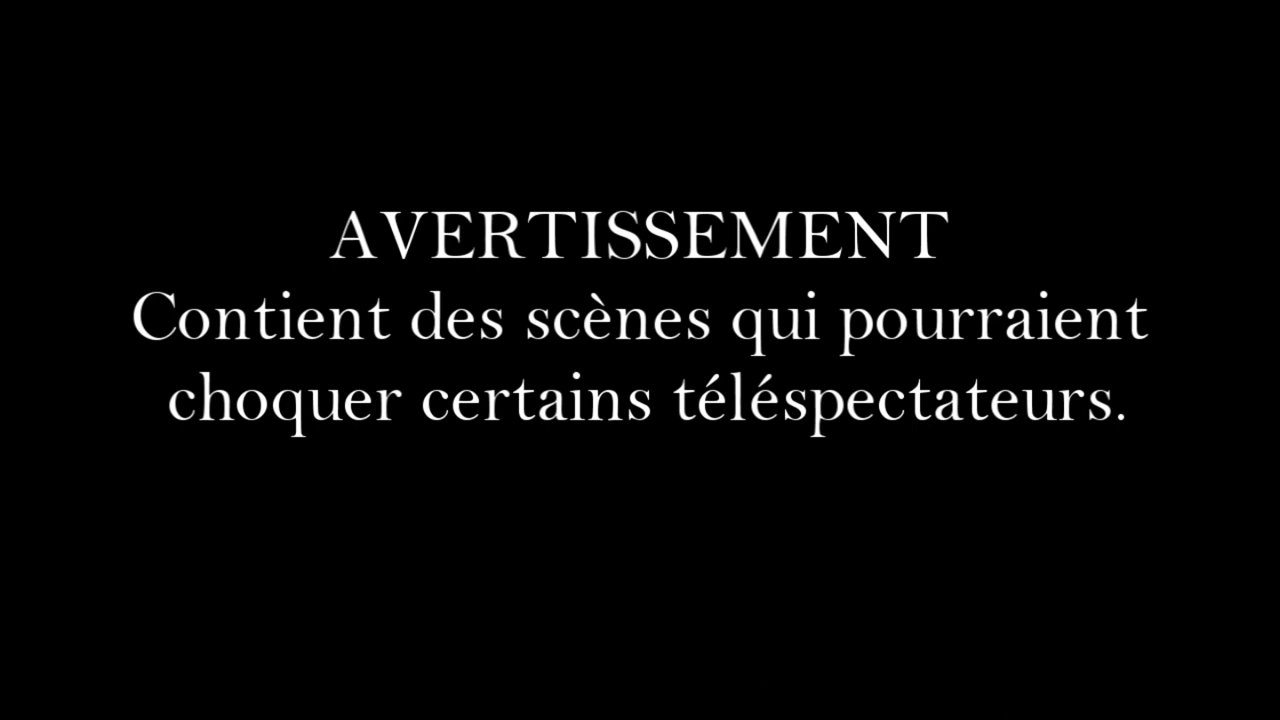 AVERTISSEMENT
Contient des scènes qui pourraient
choquer certains téléspectateurs.